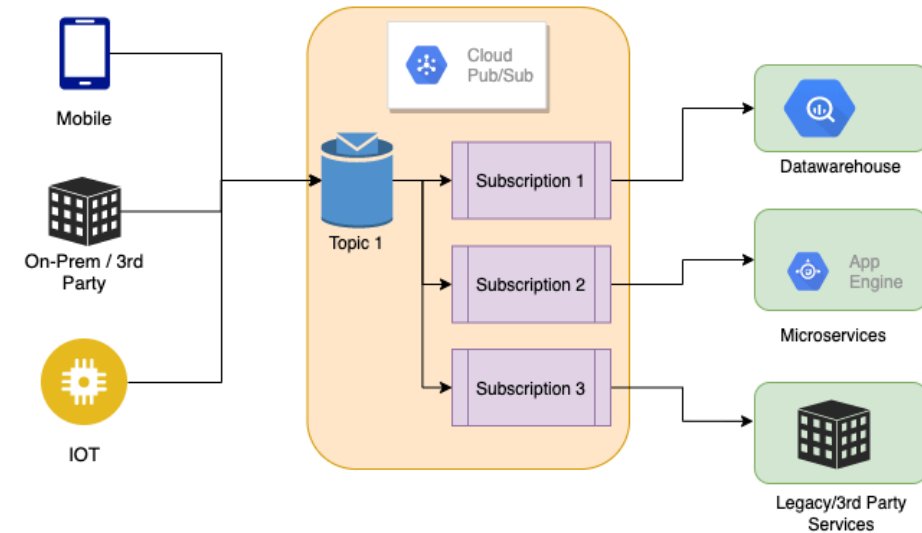 Mobile
On-Prem / 3rd
Party
IOT
Cloud
Pub/Sub
Topic 1
Subscription 1
Subscription 2
Subscription 3
Datawarehouse
App
Engine
Microservices
Legacy/3rd Party
Services